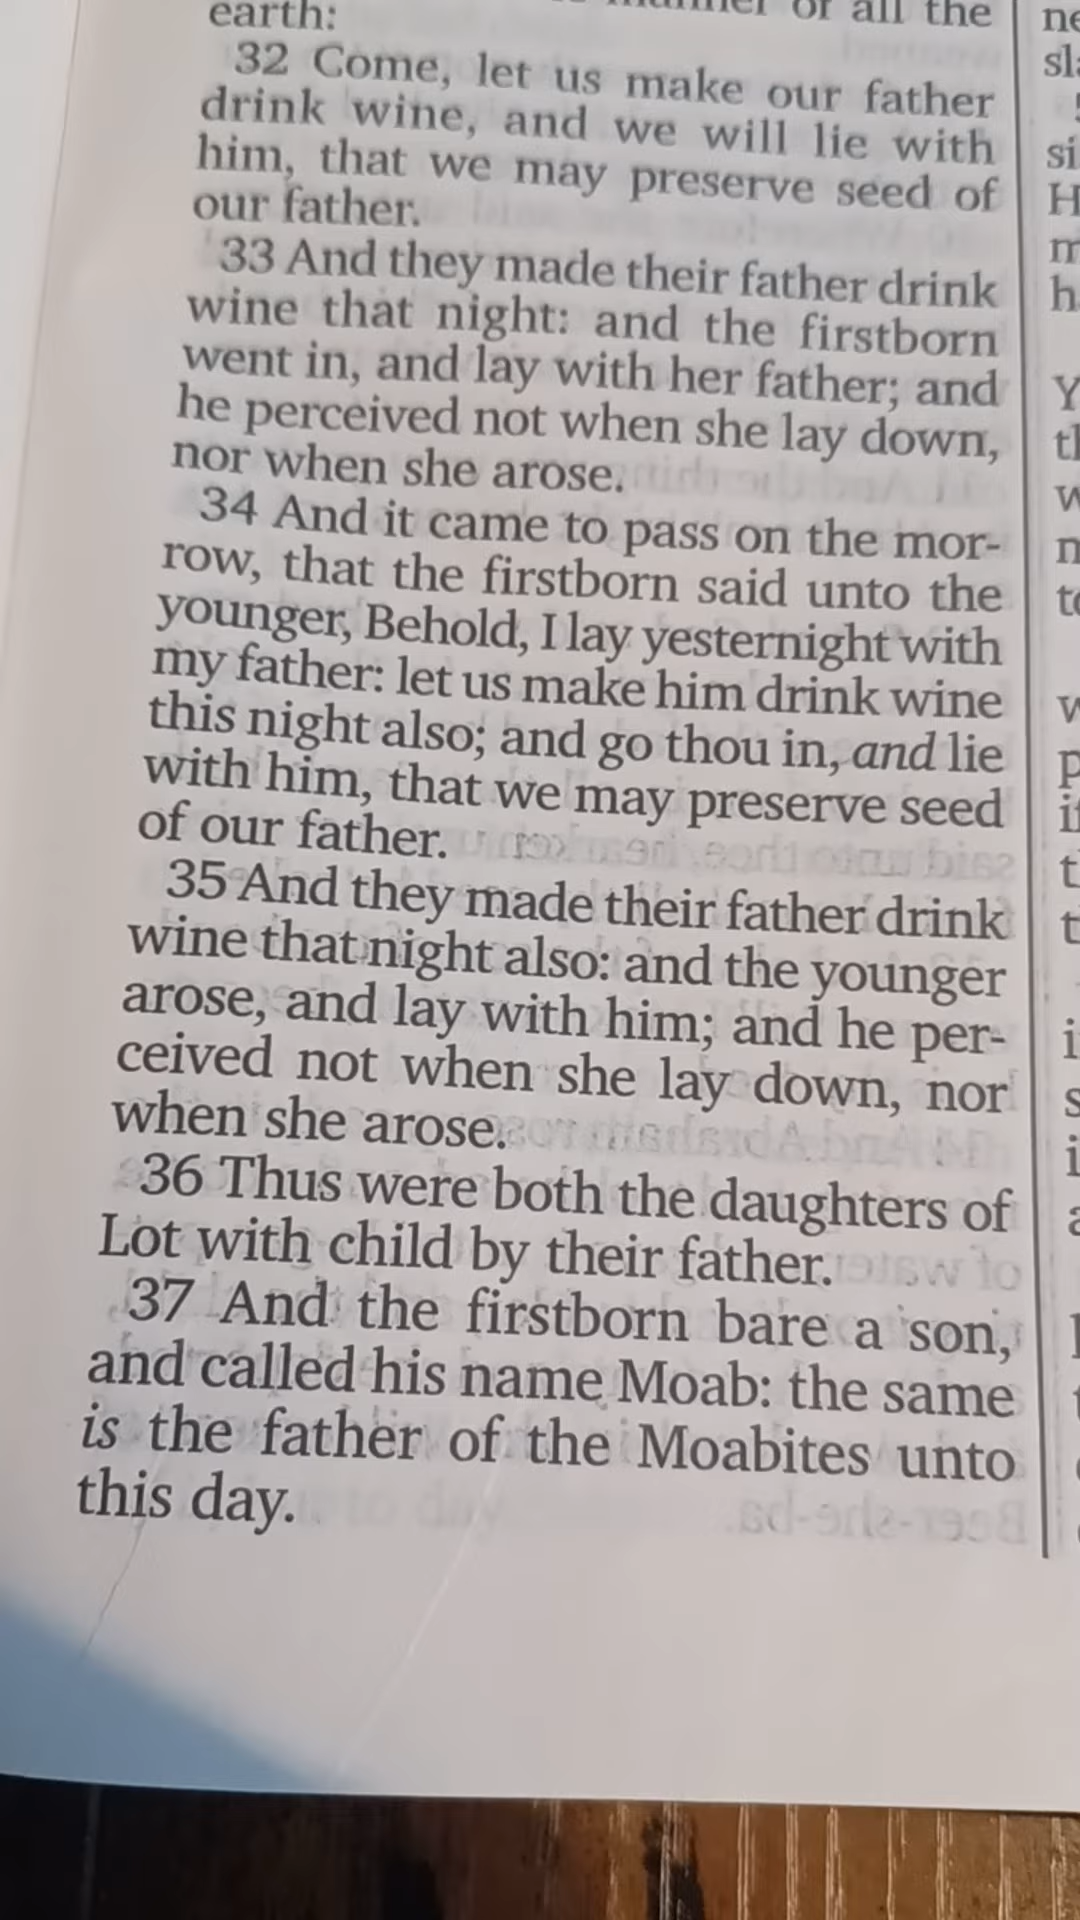 of all the
earth:
32 Come, let us make our father
drink wine, and we will lie with
him, that we may preserve seed of
our father.
33 And they made their father drink
wine that night: and the firstborn
went in, and lay with her father; and
he perceived not when she lay down,
nor when she arose.
34 And it came to pass on the mor-
row, that the firstborn said unto the
younger, Behold, I lay yesternight with
my father: let us make him drink wine
this night also; and go thou in, and lie
with him, that we may preserve seed
of our father.
35 And they made their father drink
wine that night also: and the younger
arose, and lay with him; and he per-
ceived not when she lay down, nor
when she arose.
36 Thus were both the daughters of
Lot with child by their father.
37 And the firstborn bare a son,
and called his name Moab: the same
is the father of the Moabites unto
this day.